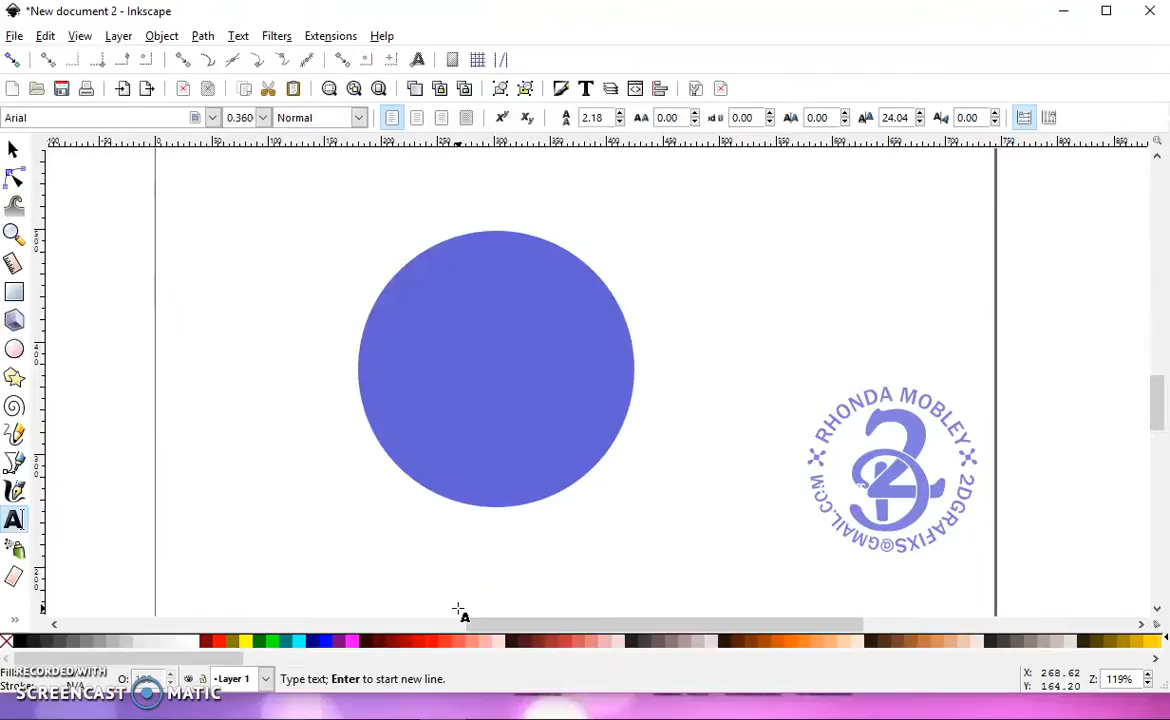 *New document 2 - Inkscape
File Edit View Layer Object Path Text Filters Extensions Help
Arial 0.360 Normal 2.18 0.00 0.00 0.00 24.04 0.00
RHONDA MOBLEY
2DGRAFIXS@GMAIL.COM
Layer 1 Type text; Enter to start new line.
X: 268.62
Y: 164.20
Z: 119%
RECORDED WITH
SCREENCAST MATIC